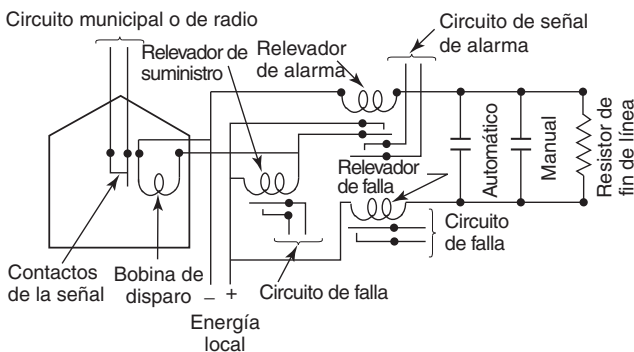 Circuito municipal o de radio
Relevador de
suministro
Relevador
de alarma
Circuito de señal
de alarma
Automático
Manual
Resistor de
fin de línea
Relevador
de falla
Circuito
de falla
Contactos
de la señal
Bobina de
disparo
– +
Energía
local
Circuito de falla